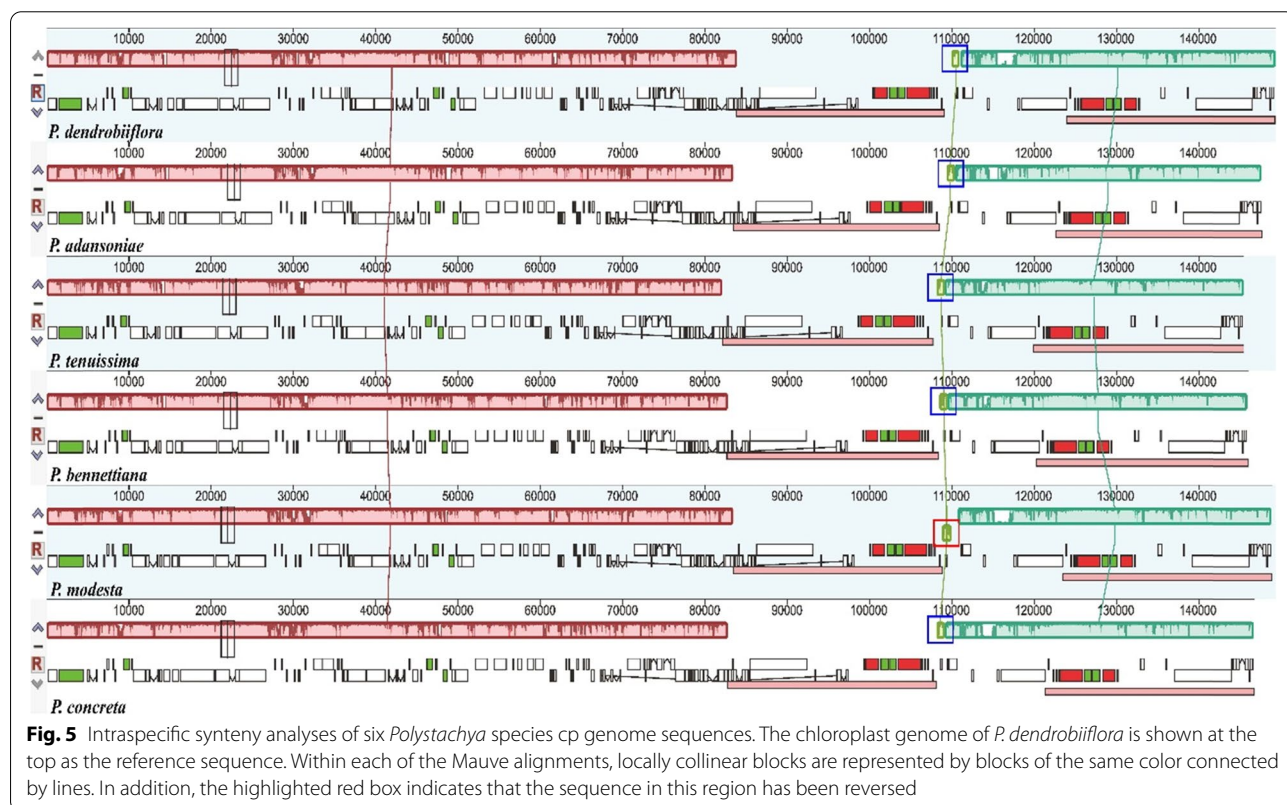 10000 20000 30000 40000 50000 60000 70000 80000 90000 100000 110000 120000 130000 140000
R
P. dendrobiiflora
10000 20000 30000 40000 50000 60000 70000 80000 90000 100000 110000 120000 130000 140000
R
P. adansoniae
10000 20000 30000 40000 50000 60000 70000 80000 90000 100000 110000 120000 130000 140000
R
P. tenuissima
10000 20000 30000 40000 50000 60000 70000 80000 90000 100000 110000 120000 130000 140000
R
P. bennettiana
10000 20000 30000 40000 50000 60000 70000 80000 90000 100000 110000 120000 130000 140000
R
P. modesta
10000 20000 30000 40000 50000 60000 70000 80000 90000 100000 110000 120000 130000 140000
R
P. concreta
Fig. 5 Intraspecific synteny analyses of six Polystachya species cp genome sequences. The chloroplast genome of P. dendrobiiflora is shown at the
top as the reference sequence. Within each of the Mauve alignments, locally collinear blocks are represented by blocks of the same color connected
by lines. In addition, the highlighted red box indicates that the sequence in this region has been reversed